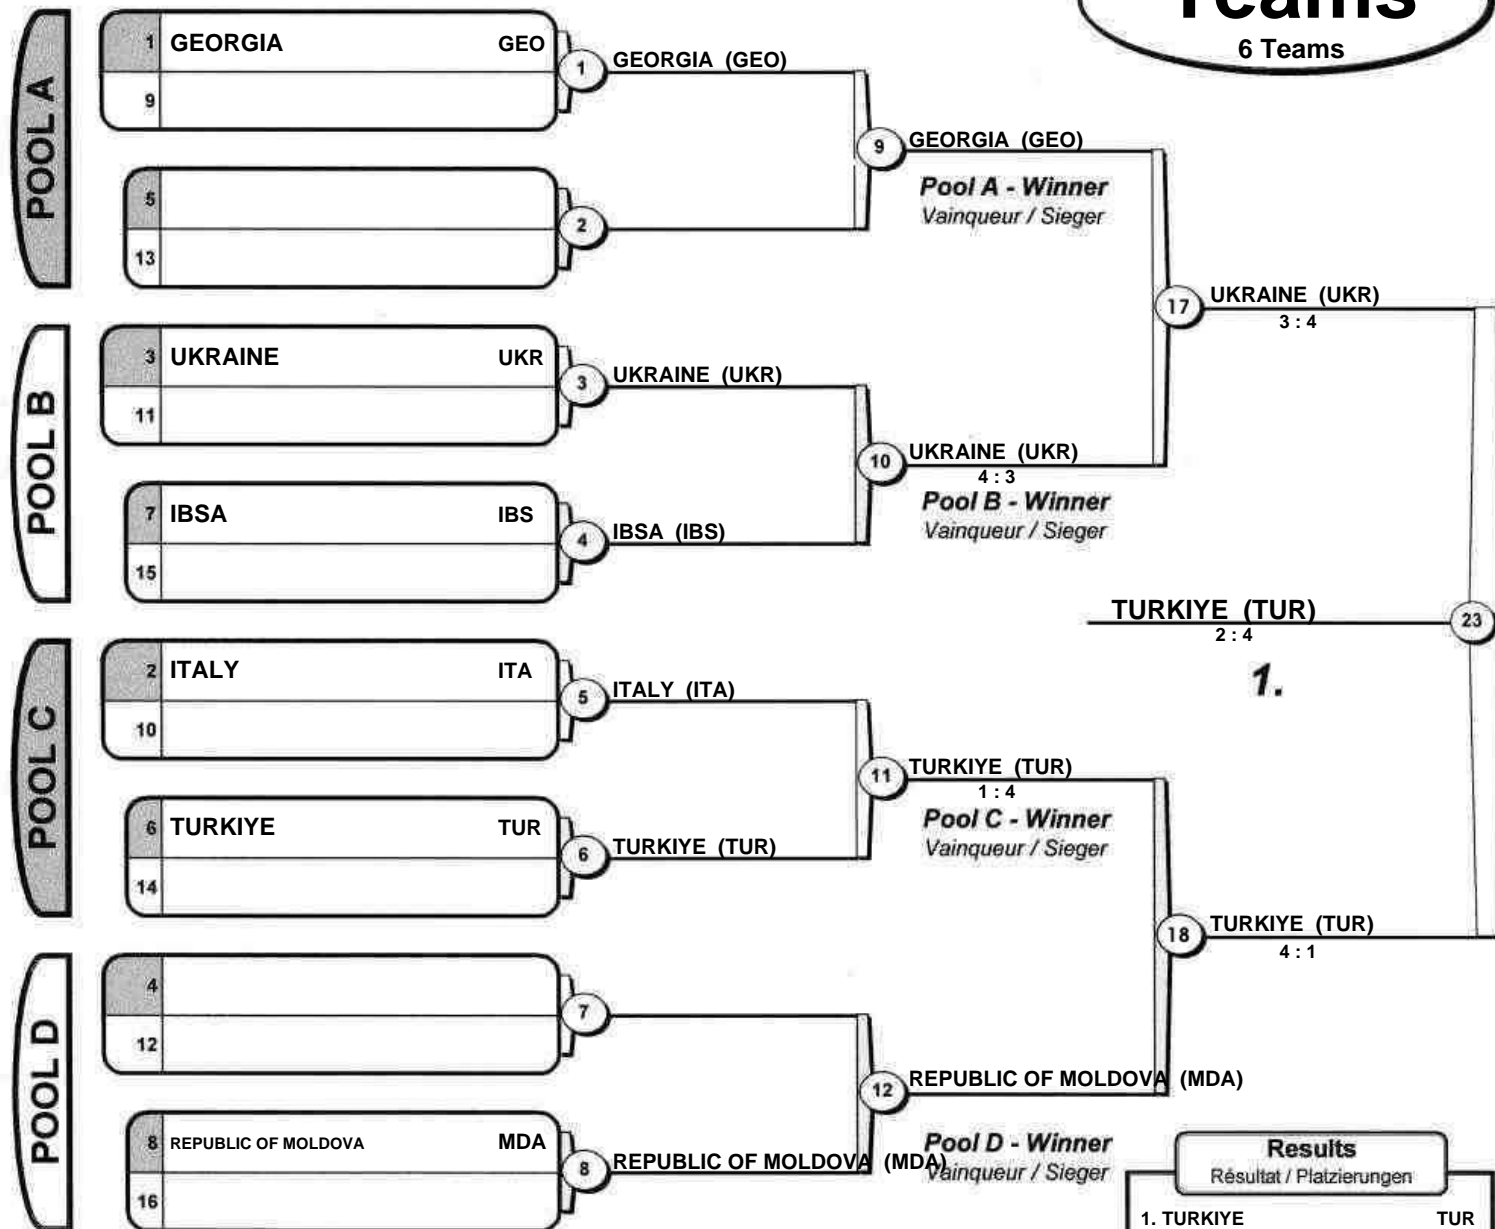 Teams
6 Teams
POOL A
1 GEORGIA GEO
9
1
GEORGIA (GEO)
5
13
2
9
GEORGIA (GEO)
Pool A - Winner
Vainqueur / Sieger
POOL B
3 UKRAINE UKR
11
3
UKRAINE (UKR)
7 IBSA IBS
15
4
IBSA (IBS)
10
UKRAINE (UKR)
4 : 3
Pool B - Winner
Vainqueur / Sieger
17
UKRAINE (UKR)
3 : 4
TURKIYE (TUR)
2 : 4
23
1.
POOL C
2 ITALY ITA
10
5
ITALY (ITA)
6 TURKIYE TUR
14
6
TURKIYE (TUR)
11
TURKIYE (TUR)
1 : 4
Pool C - Winner
Vainqueur / Sieger
18
TURKIYE (TUR)
4 : 1
POOL D
4
12
7
8 REPUBLIC OF MOLDOVA MDA
16
8
REPUBLIC OF MOLDOVA (MDA)
12
REPUBLIC OF MOLDOVA (MDA)
Pool D - Winner
Vainqueur / Sieger
Results
Résultat / Platzierungen
1. TURKIYE TUR